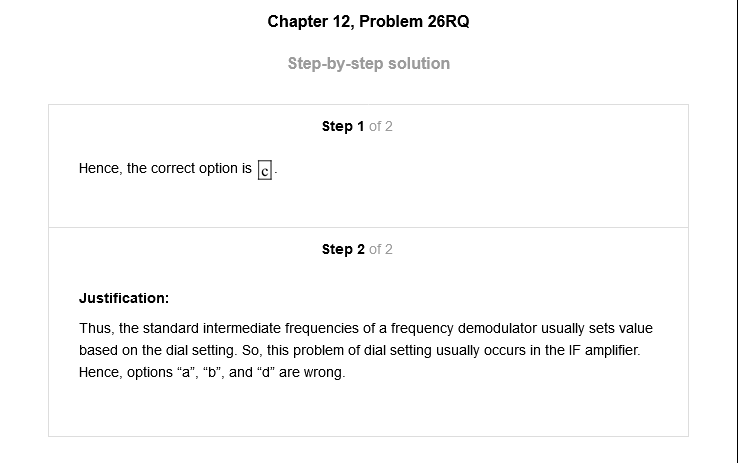 Chapter 12, Problem 26RQ
Step-by-step solution
Step 1 of 2
Hence, the correct option is c.
Step 2 of 2
Justification:
Thus, the standard intermediate frequencies of a frequency demodulator usually sets value
based on the dial setting. So, this problem of dial setting usually occurs in the IF amplifier.
Hence, options “a”, “b”, and “d” are wrong.